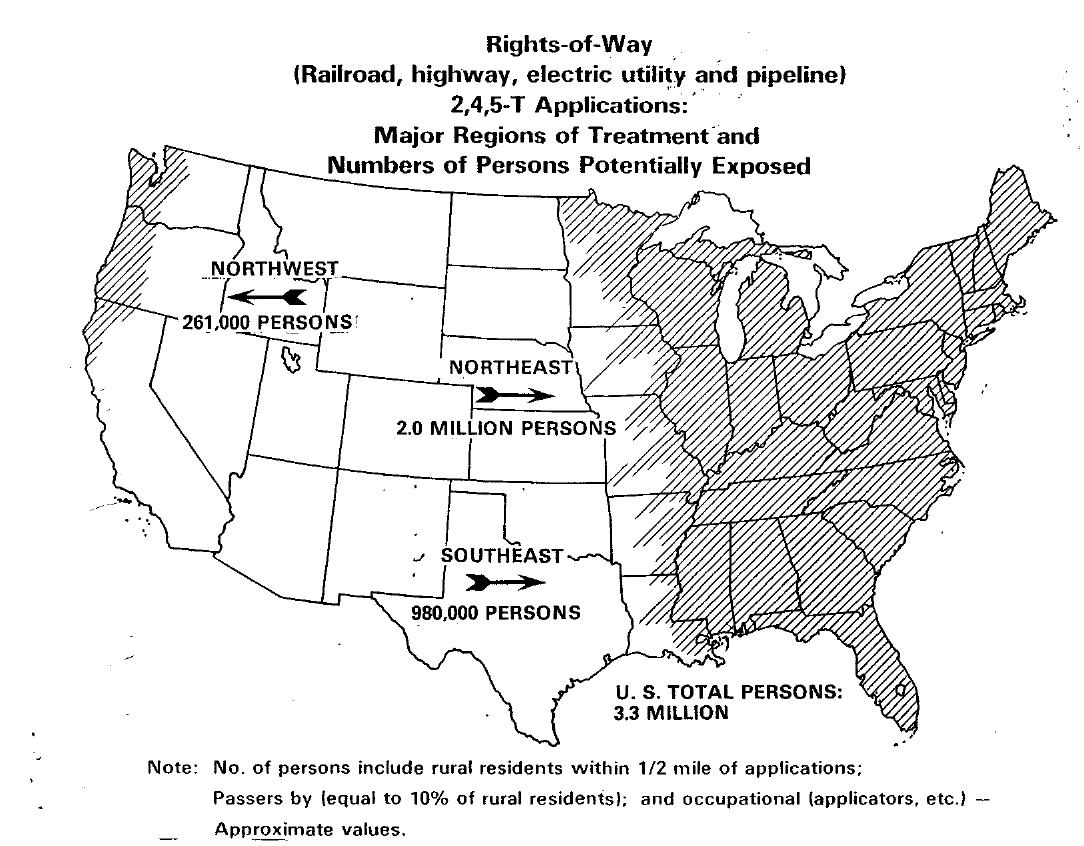 Rights-of-Way
(Railroad, highway, electric utility and pipeline)
2,4,5-T Applications:
Major Regions of Treatment and
Numbers of Persons Potentially Exposed
NORTHWEST
261,000 PERSONS
NORTHEAST
2.0 MILLION PERSONS
SOUTHEAST
980,000 PERSONS
U. S. TOTAL PERSONS:
3.3 MILLION
Note: No. of persons include rural residents within 1/2 mile of applications;
Passers by (equal to 10% of rural residents); and occupational (applicators, etc.) --
Approximate values.